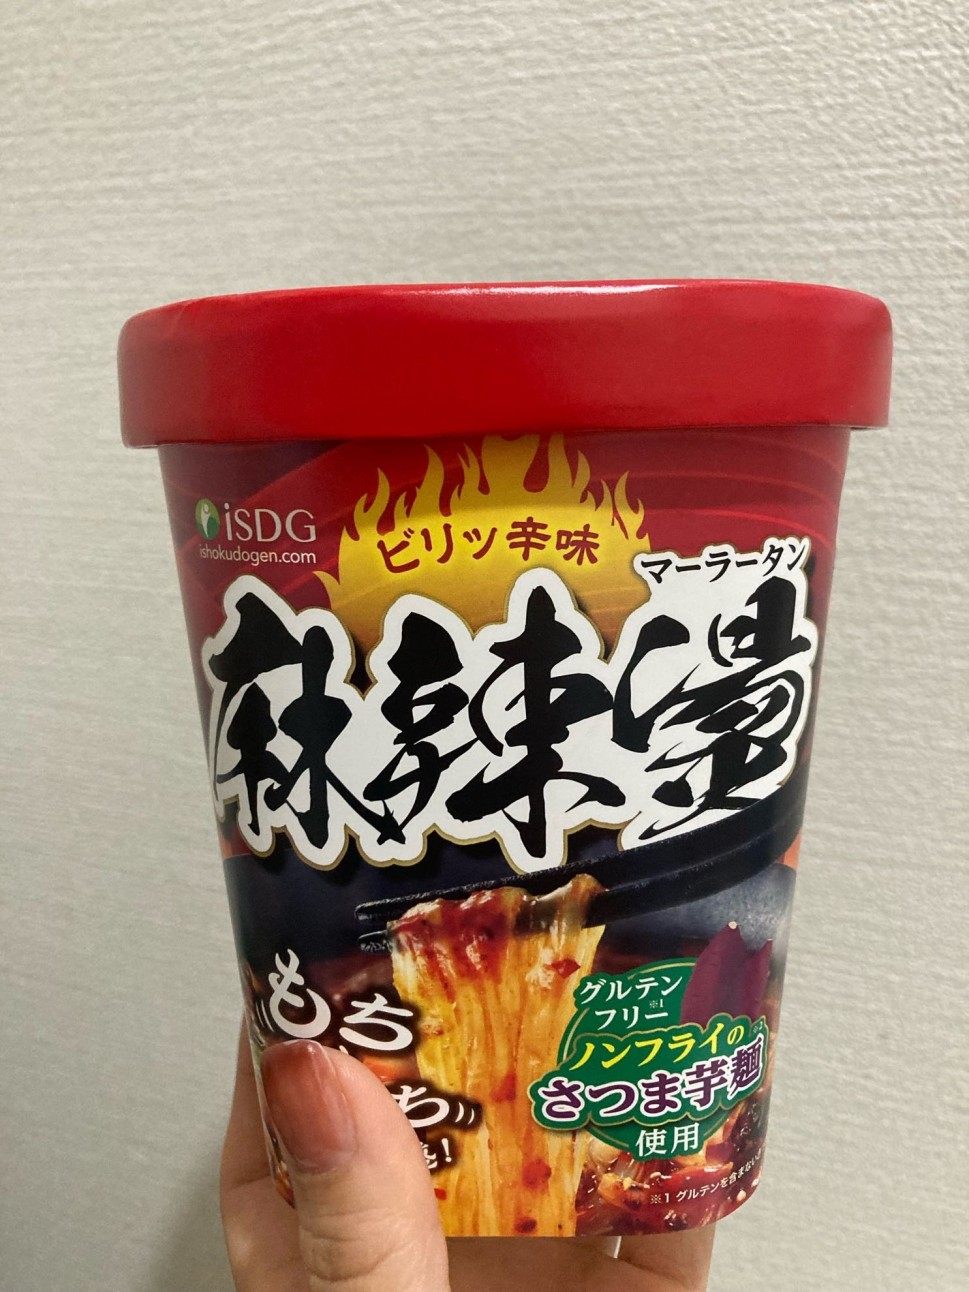 iSDG
ishokudogen.com
ビリッ辛味
マーラータン
麻辣湯
もち
ち
！
グルテン
フリー※1
ノンフライの※2
さつま芋麺
使用
※1 グルテンを含まない